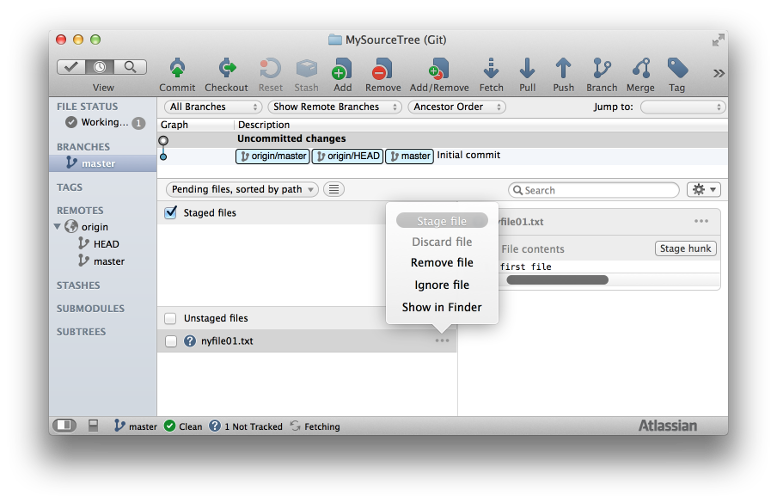 MySourceTree (Git)
View
Commit
Checkout
Reset
Stash
Add
Remove
Add/Remove
Fetch
Pull
Push
Branch
Merge
Tag
FILE STATUS
Working... 1
BRANCHES
master
TAGS
REMOTES
origin
HEAD
master
STASHES
SUBMODULES
SUBTREES
All Branches
Show Remote Branches
Ancestor Order
Jump to:
Graph
Description
Uncommitted changes
origin/master origin/HEAD master Initial commit
Pending files, sorted by path
Search
Staged files
Unstaged files
nyfile01.txt
Stage file
Discard file
Remove file
Ignore file
Show in Finder
yfile01.txt
File contents
Stage hunk
first file
master Clean 1 Not Tracked Fetching
Atlassian